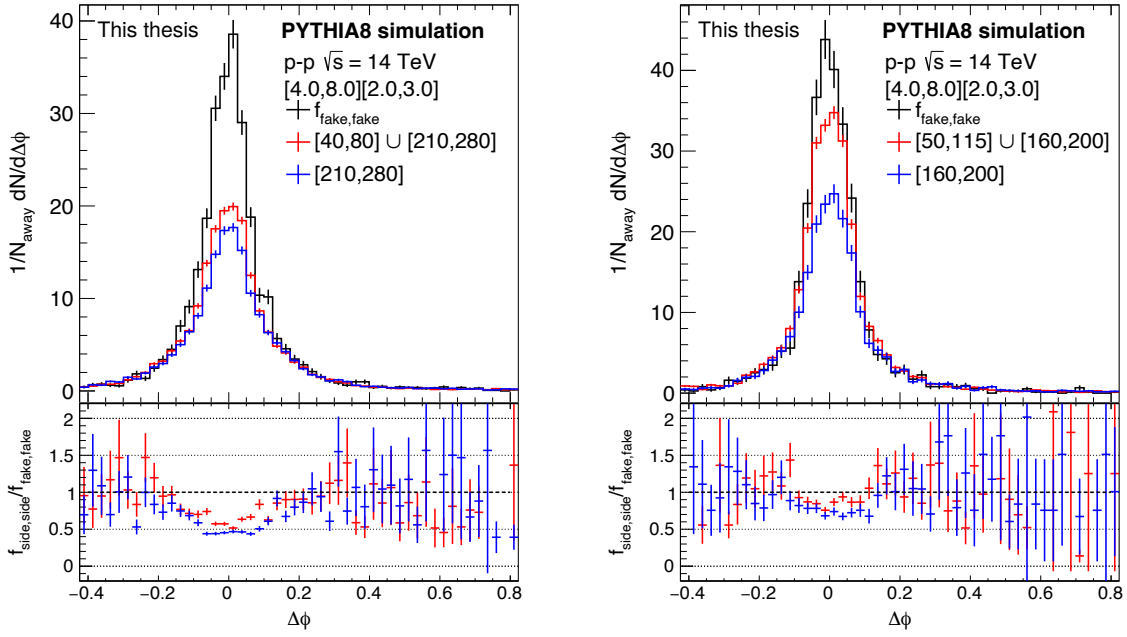 This thesis
PYTHIA8 simulation
p-p √s = 14 TeV
[4.0,8.0][2.0,3.0]
f_fake,fake
[40,80] ∪ [210,280]
[210,280]
1/N_away dN/dΔϕ
40
30
20
10
0
f_side,side/f_fake,fake
2
1.5
1
0.5
0
−0.4 −0.2 0 0.2 0.4 0.6 0.8
Δϕ
This thesis
PYTHIA8 simulation
p-p √s = 14 TeV
[4.0,8.0][2.0,3.0]
f_fake,fake
[50,115] ∪ [160,200]
[160,200]
1/N_away dN/dΔϕ
40
30
20
10
0
f_side,side/f_fake,fake
2
1.5
1
0.5
0
−0.4 −0.2 0 0.2 0.4 0.6 0.8
Δϕ